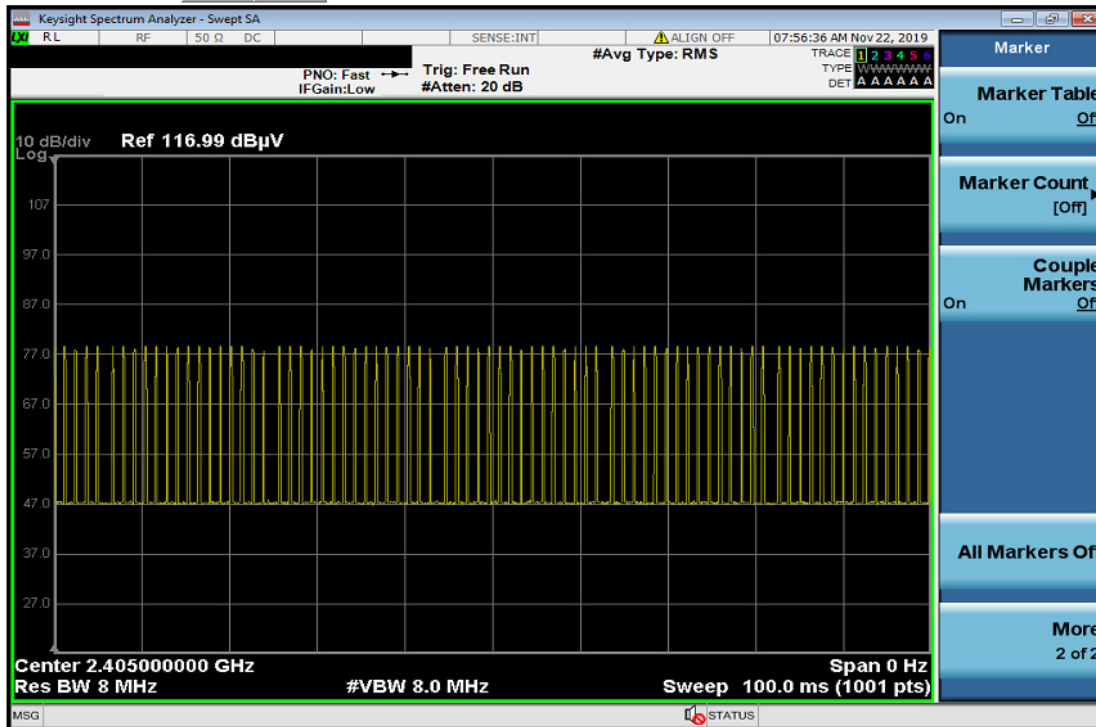 Keysight Spectrum Analyzer - Swept SA
LXI RL RF 50 Ω DC SENSE:INT ALIGN OFF 07:56:36 AM Nov 22, 2019
#Avg Type: RMS TRACE 1 2 3 4 5 6
PNO: Fast Trig: Free Run TYPE WWWWWW
IFGain:Low #Atten: 20 dB DET A A A A A A
10 dB/div Ref 116.99 dBµV
Log
107
97.0
87.0
77.0
67.0
57.0
47.0
37.0
27.0
Center 2.405000000 GHz Span 0 Hz
Res BW 8 MHz #VBW 8.0 MHz Sweep 100.0 ms (1001 pts)
MSG STATUS
Marker
Marker Table
On Off
Marker Count
[Off]
Couple
Markers
On Off
All Markers Off
More
2 of 2